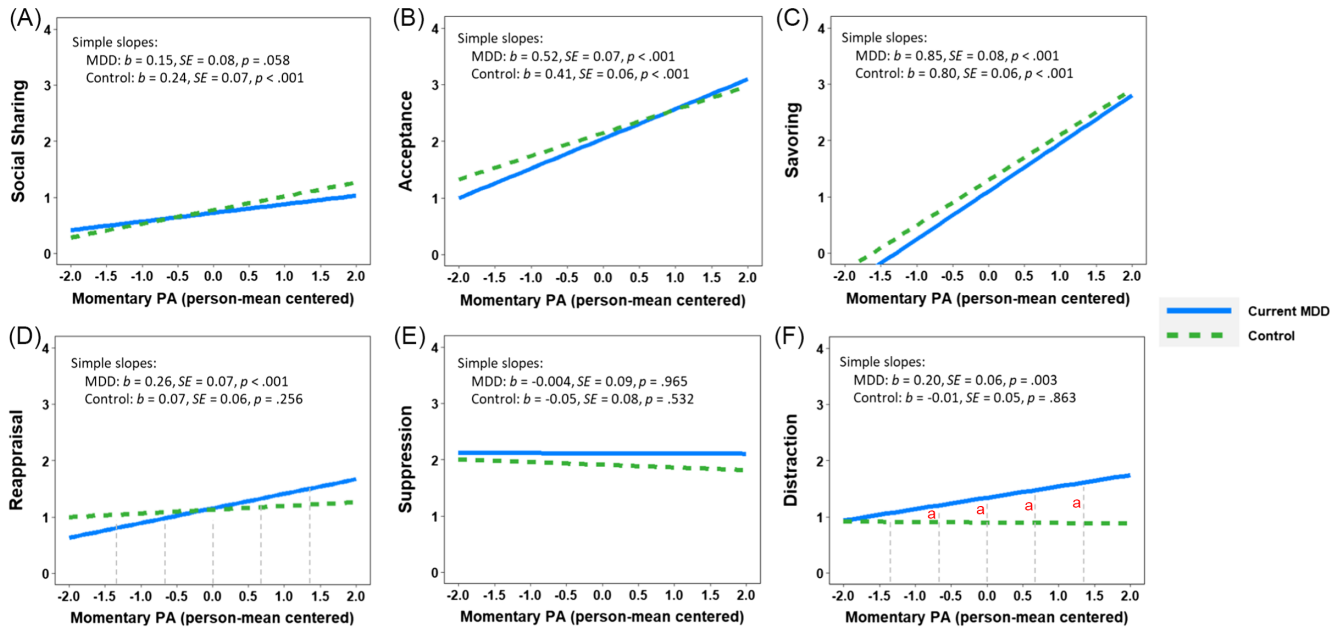 (A)
Simple slopes:
MDD: b = 0.15, SE = 0.08, p = .058
Control: b = 0.24, SE = 0.07, p < .001
Social Sharing
4
3
2
1
0
-2.0 -1.5 -1.0 -0.5 0.0 0.5 1.0 1.5 2.0
Momentary PA (person-mean centered)
(B)
Simple slopes:
MDD: b = 0.52, SE = 0.07, p < .001
Control: b = 0.41, SE = 0.06, p < .001
Acceptance
4
3
2
1
0
-2.0 -1.5 -1.0 -0.5 0.0 0.5 1.0 1.5 2.0
Momentary PA (person-mean centered)
(C)
Simple slopes:
MDD: b = 0.85, SE = 0.08, p < .001
Control: b = 0.80, SE = 0.06, p < .001
Savoring
4
3
2
1
0
-2.0 -1.5 -1.0 -0.5 0.0 0.5 1.0 1.5 2.0
Momentary PA (person-mean centered)
Current MDD
Control
(D)
Simple slopes:
MDD: b = 0.26, SE = 0.07, p < .001
Control: b = 0.07, SE = 0.06, p = .256
Reappraisal
4
3
2
1
0
-2.0 -1.5 -1.0 -0.5 0.0 0.5 1.0 1.5 2.0
Momentary PA (person-mean centered)
(E)
Simple slopes:
MDD: b = -0.004, SE = 0.09, p = .965
Control: b = -0.05, SE = 0.08, p = .532
Suppression
4
3
2
1
0
-2.0 -1.5 -1.0 -0.5 0.0 0.5 1.0 1.5 2.0
Momentary PA (person-mean centered)
(F)
Simple slopes:
MDD: b = 0.20, SE = 0.06, p = .003
Control: b = -0.01, SE = 0.05, p = .863
Distraction
4
3
2
1
0
a a a a
-2.0 -1.5 -1.0 -0.5 0.0 0.5 1.0 1.5 2.0
Momentary PA (person-mean centered)